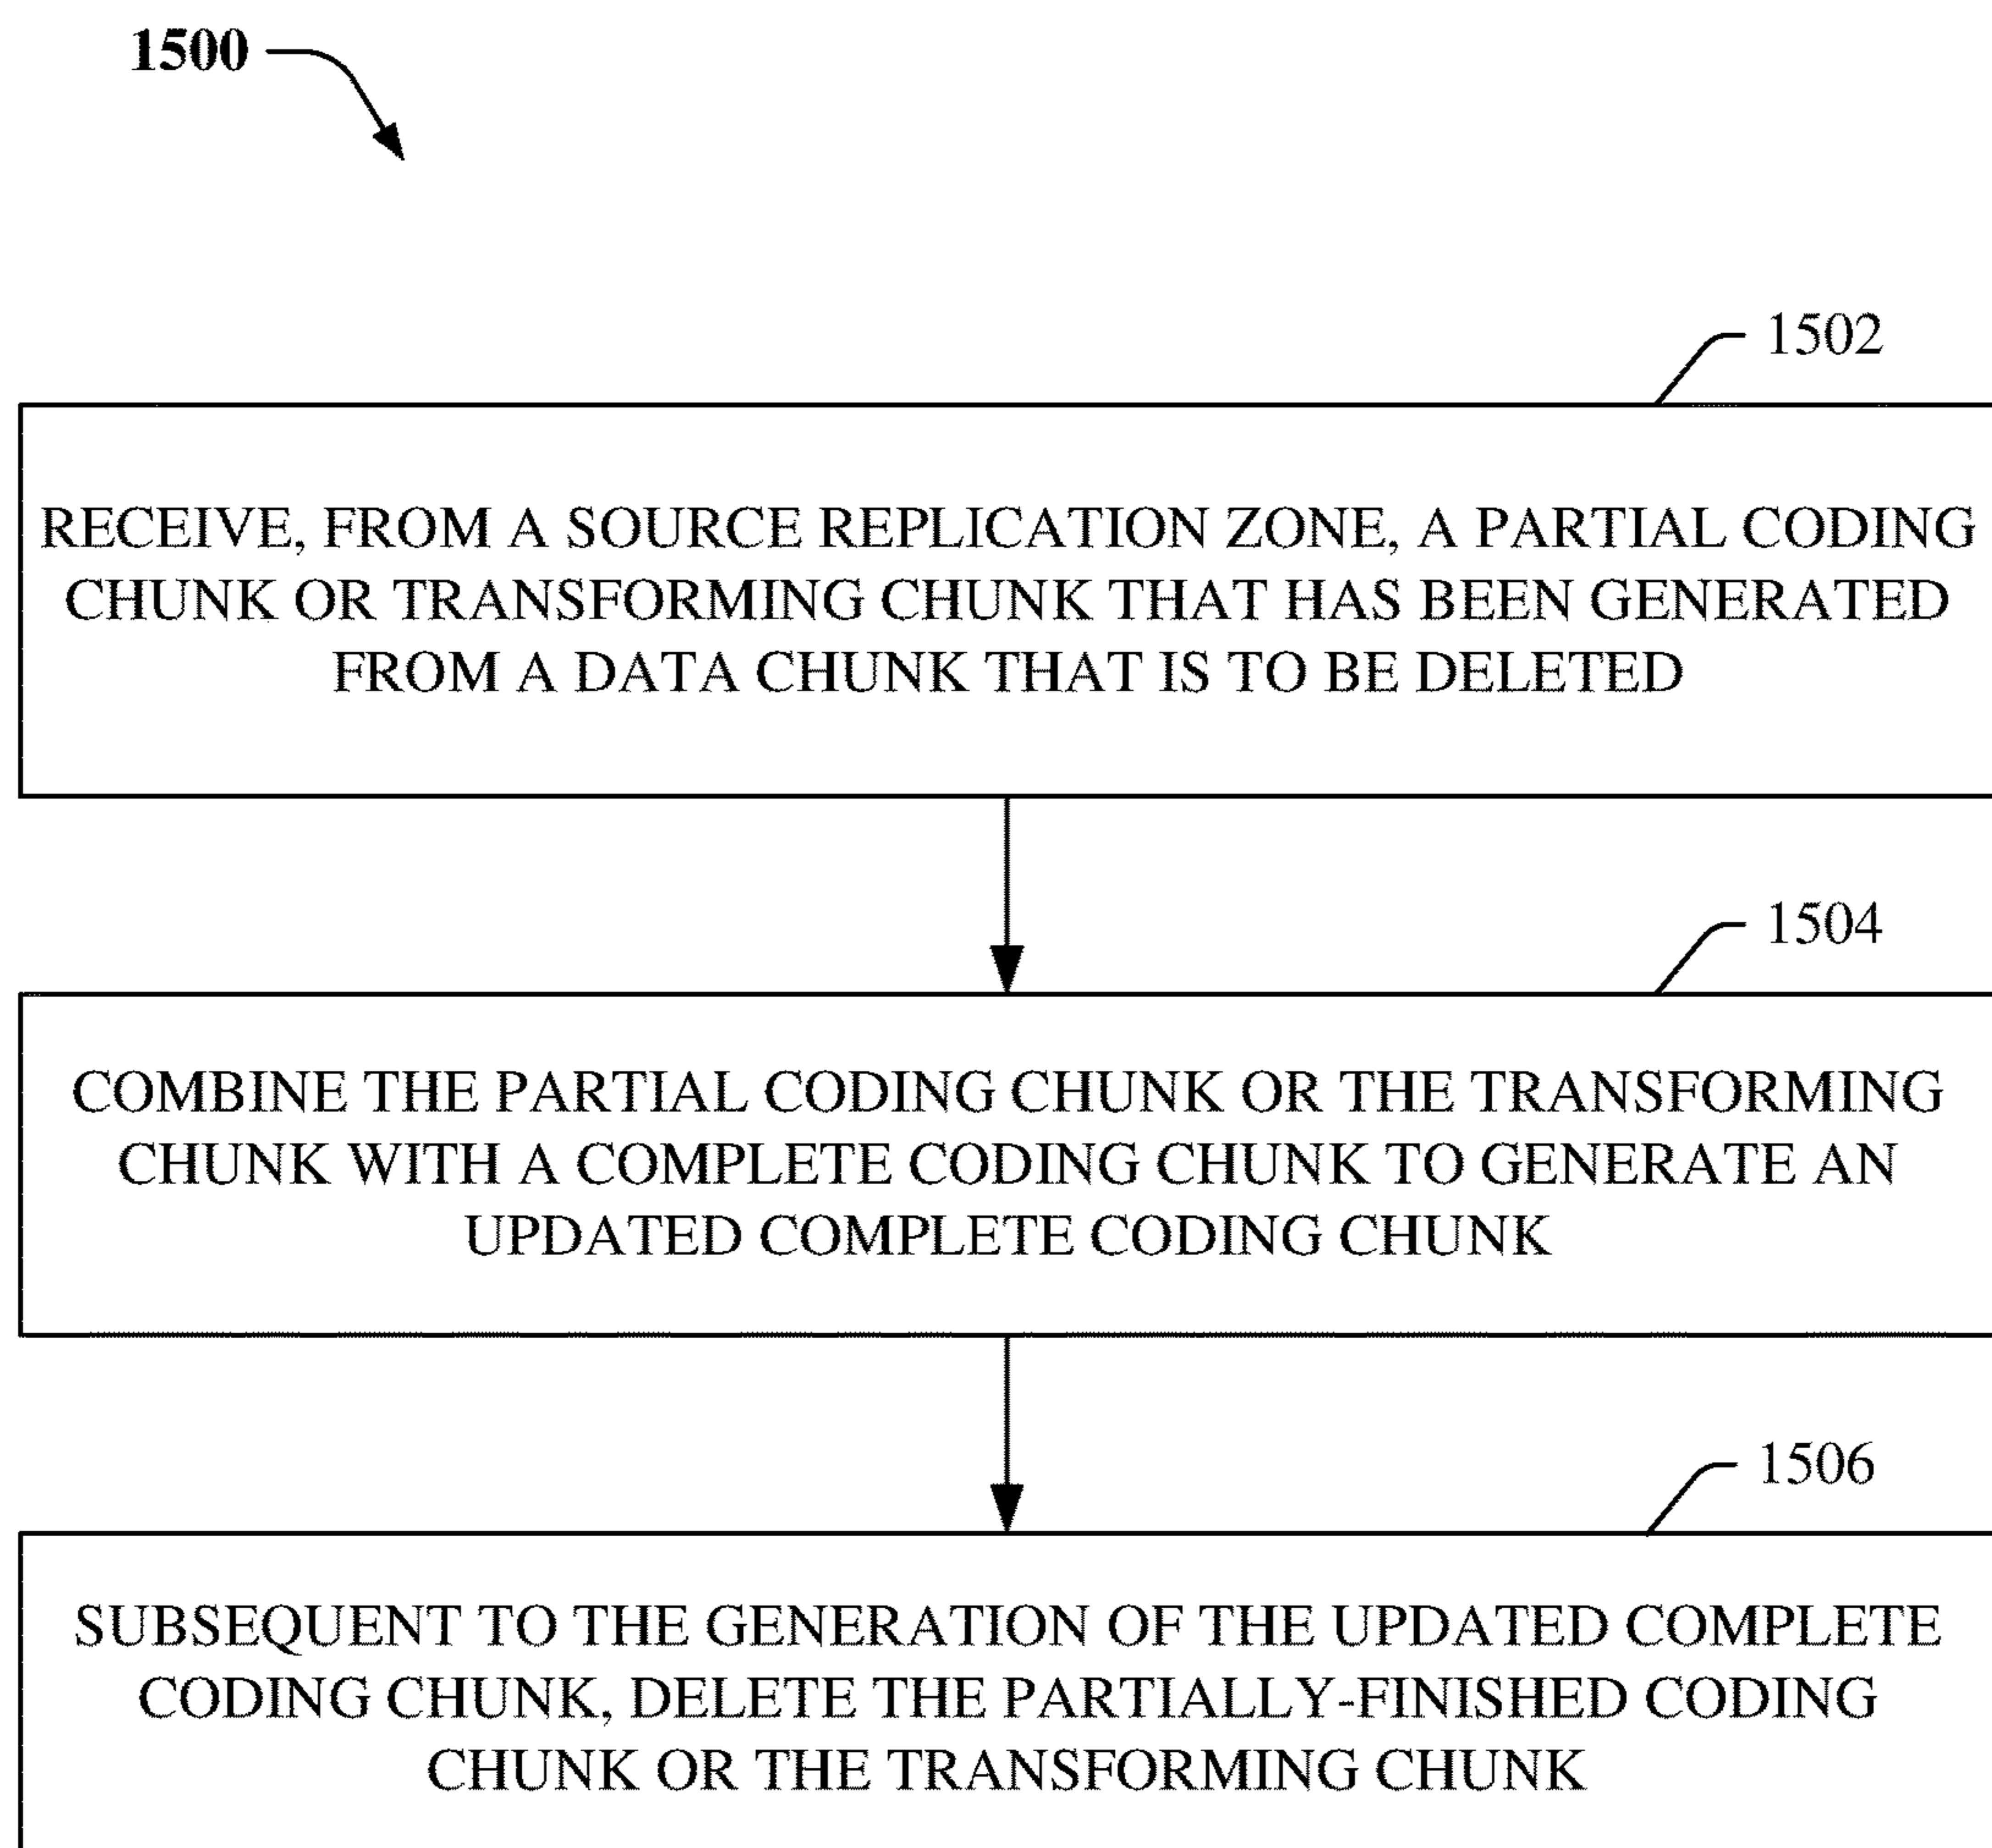 1500
1502
RECEIVE, FROM A SOURCE REPLICATION ZONE, A PARTIAL CODING
CHUNK OR TRANSFORMING CHUNK THAT HAS BEEN GENERATED
FROM A DATA CHUNK THAT IS TO BE DELETED
1504
COMBINE THE PARTIAL CODING CHUNK OR THE TRANSFORMING
CHUNK WITH A COMPLETE CODING CHUNK TO GENERATE AN
UPDATED COMPLETE CODING CHUNK
1506
SUBSEQUENT TO THE GENERATION OF THE UPDATED COMPLETE
CODING CHUNK, DELETE THE PARTIALLY-FINISHED CODING
CHUNK OR THE TRANSFORMING CHUNK